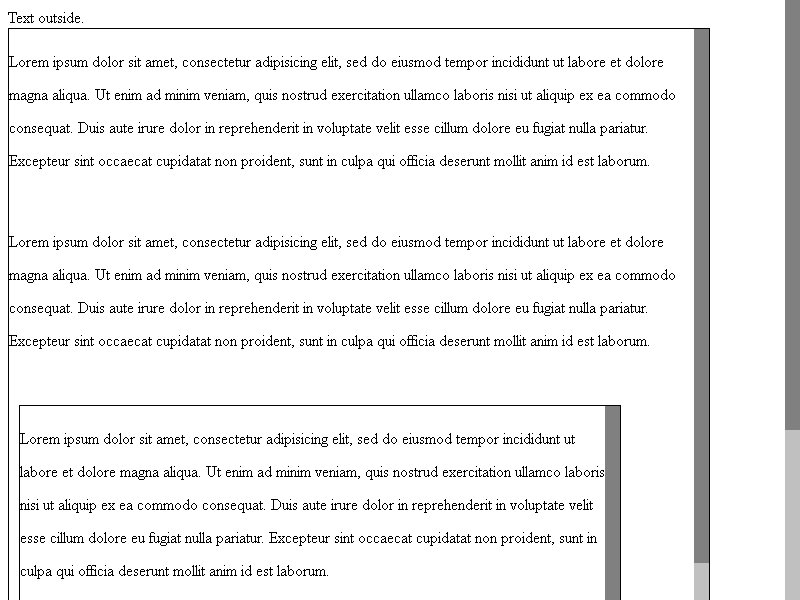 Text outside.
Lorem ipsum dolor sit amet, consectetur adipisicing elit, sed do eiusmod tempor incididunt ut labore et dolore
magna aliqua. Ut enim ad minim veniam, quis nostrud exercitation ullamco laboris nisi ut aliquip ex ea commodo
consequat. Duis aute irure dolor in reprehenderit in voluptate velit esse cillum dolore eu fugiat nulla pariatur.
Excepteur sint occaecat cupidatat non proident, sunt in culpa qui officia deserunt mollit anim id est laborum.
Lorem ipsum dolor sit amet, consectetur adipisicing elit, sed do eiusmod tempor incididunt ut labore et dolore
magna aliqua. Ut enim ad minim veniam, quis nostrud exercitation ullamco laboris nisi ut aliquip ex ea commodo
consequat. Duis aute irure dolor in reprehenderit in voluptate velit esse cillum dolore eu fugiat nulla pariatur.
Excepteur sint occaecat cupidatat non proident, sunt in culpa qui officia deserunt mollit anim id est laborum.
Lorem ipsum dolor sit amet, consectetur adipisicing elit, sed do eiusmod tempor incididunt ut
labore et dolore magna aliqua. Ut enim ad minim veniam, quis nostrud exercitation ullamco laboris
nisi ut aliquip ex ea commodo consequat. Duis aute irure dolor in reprehenderit in voluptate velit
esse cillum dolore eu fugiat nulla pariatur. Excepteur sint occaecat cupidatat non proident, sunt in
culpa qui officia deserunt mollit anim id est laborum.